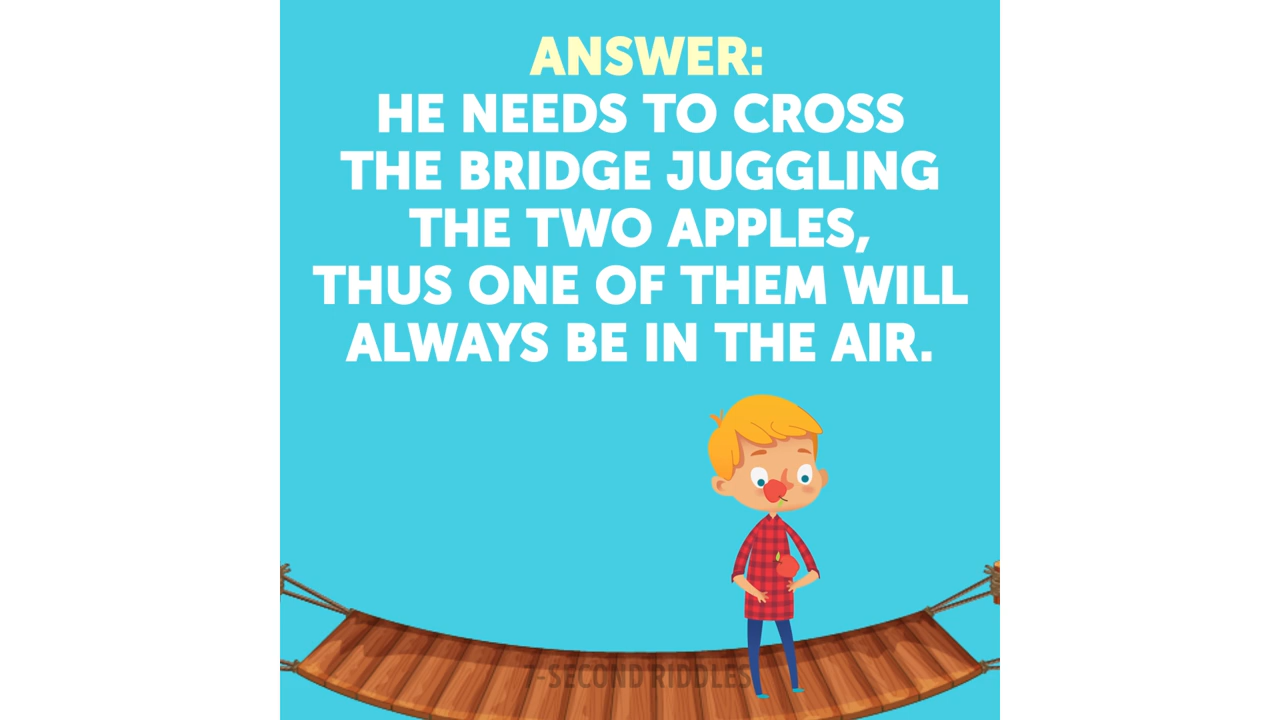 ANSWER:
HE NEEDS TO CROSS
THE BRIDGE JUGGLING
THE TWO APPLES,
THUS ONE OF THEM WILL
ALWAYS BE IN THE AIR.
7-SECOND RIDDLES